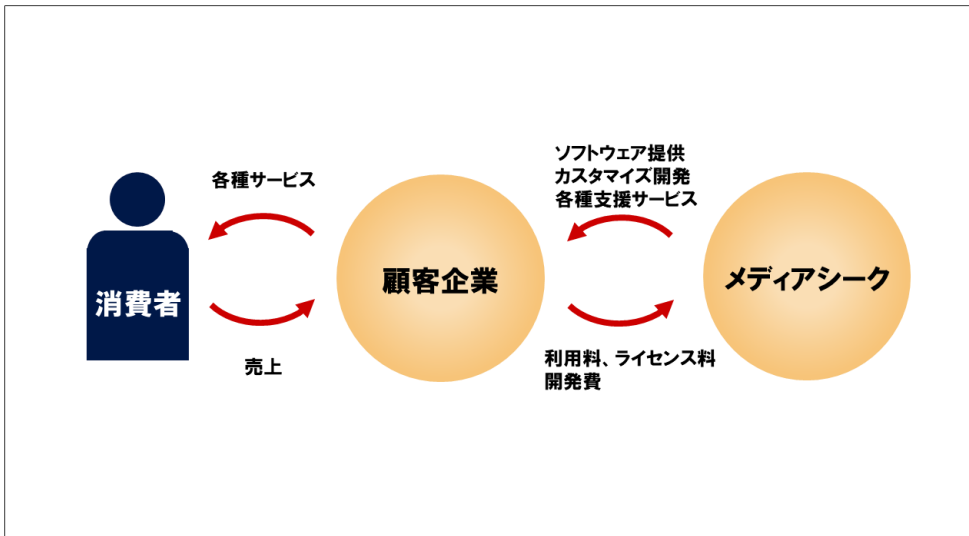 各種サービス
ソフトウェア提供
カスタマイズ開発
各種支援サービス
消費者
顧客企業
メディアシーク
売上
利用料、ライセンス料
開発費